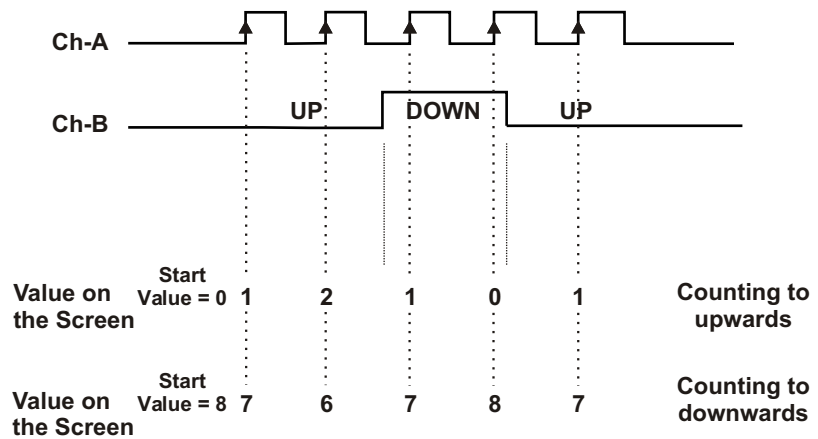 Ch-A
UP DOWN UP
Ch-B
Start
Value on Value = 0 1 2 1 0 1 Counting to
the Screen upwards
Start
Value on Value = 8 7 6 7 8 7 Counting to
the Screen downwards